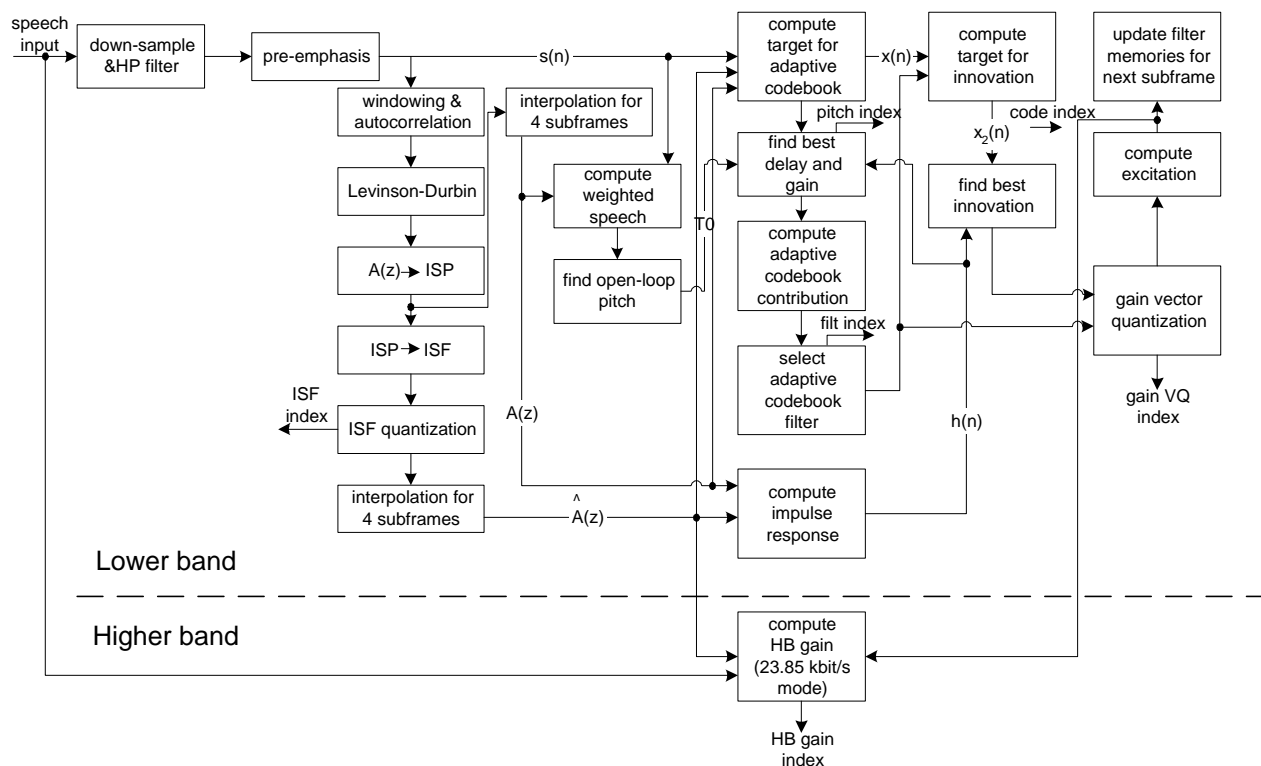 speech
input
down-sample
&HP filter
pre-emphasis
s(n)
windowing &
autocorrelation
Levinson-Durbin
A(z) ISP
ISP ISF
ISF
index
ISF quantization
interpolation for
4 subframes
interpolation for
4 subframes
compute
weighted
speech
find open-loop
pitch
A(z)
^
A(z)
T0
compute
target for
adaptive
codebook
pitch index
find best
delay and
gain
compute
adaptive
codebook
contribution
filt index
select
adaptive
codebook
filter
compute
impulse
response
x(n)
compute
target for
innovation
code index
x2(n)
find best
innovation
h(n)
update filter
memories for
next subframe
compute
excitation
gain vector
quantization
gain VQ
index
Lower band
Higher band
compute
HB gain
(23.85 kbit/s
mode)
HB gain
index